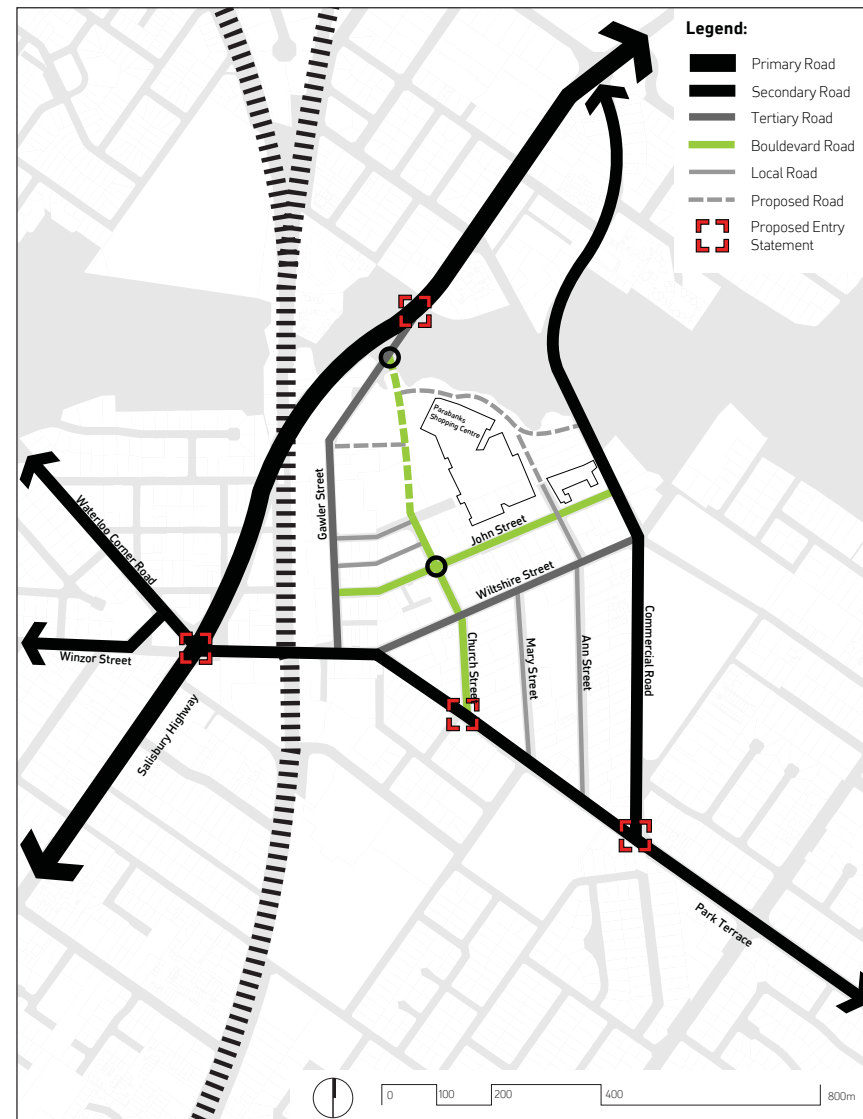 Legend:
Primary Road
Secondary Road
Tertiary Road
Bouldevard Road
Local Road
Proposed Road
Proposed Entry
Statement
Parabanks
Shopping Centre
Gawler Street
John Street
Waterloo Corner Road
Wiltshire Street
Winzor Street
Church Street
Mary Street
Ann Street
Commercial Road
Salisbury Highway
Park Terrace
0 100 200 400 800m